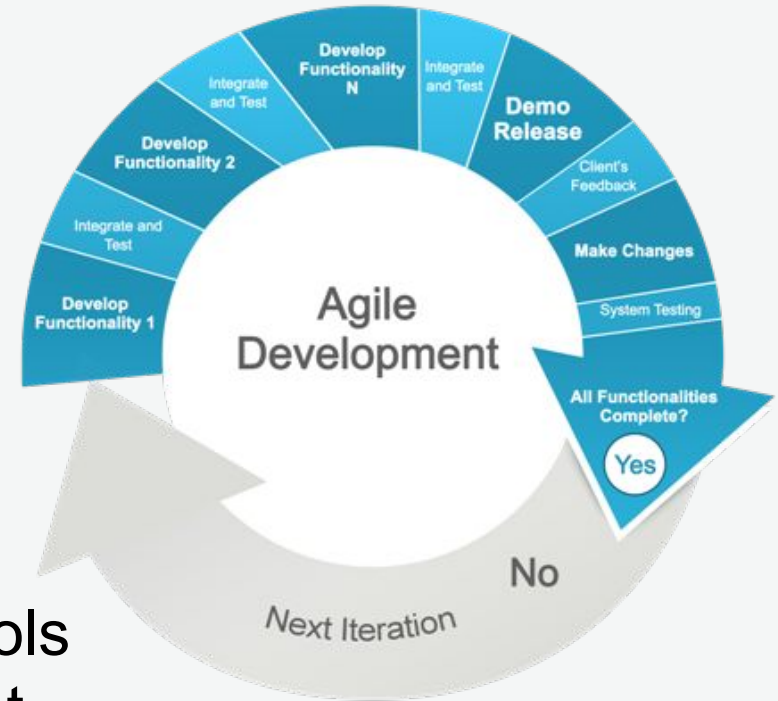 Develop
Functionality 1
Integrate and
Test
Develop
Functionality 2
Integrate
and Test
Develop
Functionality
N
Integrate
and Test
Demo
Release
Client's
Feedback
Make Changes
System Testing
All Functionalities
Complete?
Yes
No
Next Iteration
Agile
Development
ols
t